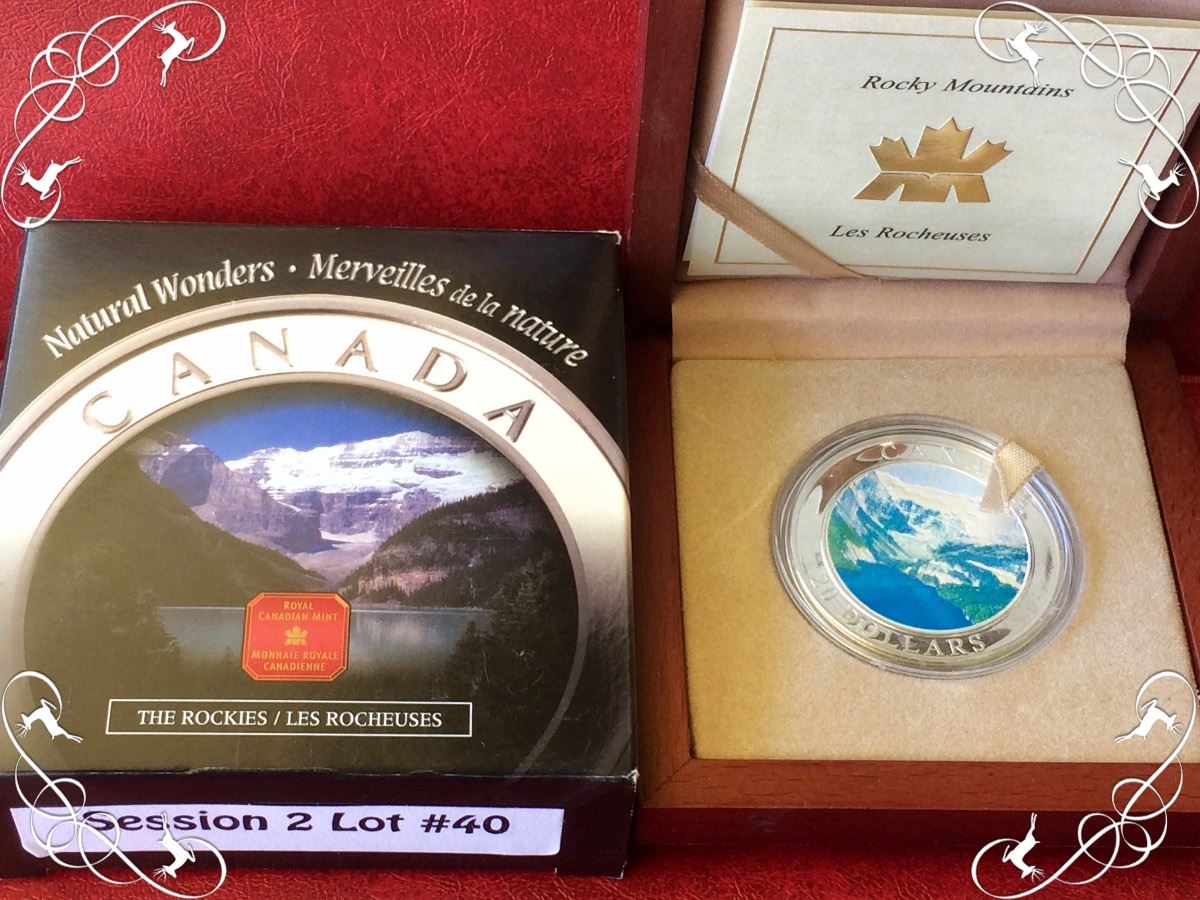 Natural Wonders · Merveilles de la nature
CANADA
ROYAL
CANADIAN MINT
MONNAIE ROYALE
CANADIENNE
THE ROCKIES / LES ROCHEUSES
Session 2 Lot #40
Rocky Mountains
Les Rocheuses
20 DOLLARS